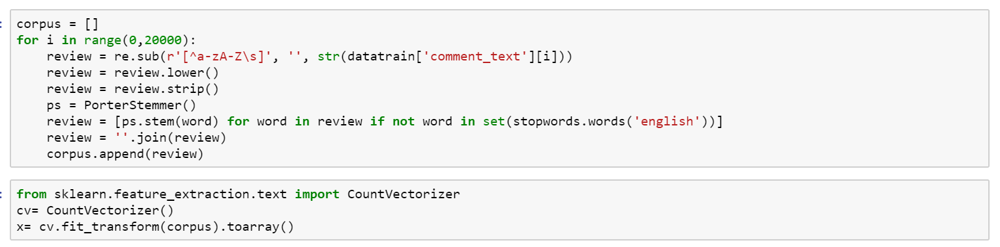 :
corpus = []
for i in range(0,20000):
    review = re.sub(r'[^a-zA-Z\s]', '', str(datatrain['comment_text'][i]))
    review = review.lower()
    review = review.strip()
    ps = PorterStemmer()
    review = [ps.stem(word) for word in review if not word in set(stopwords.words('english'))]
    review = ''.join(review)
    corpus.append(review)
:
from sklearn.feature_extraction.text import CountVectorizer
cv= CountVectorizer()
x= cv.fit_transform(corpus).toarray()